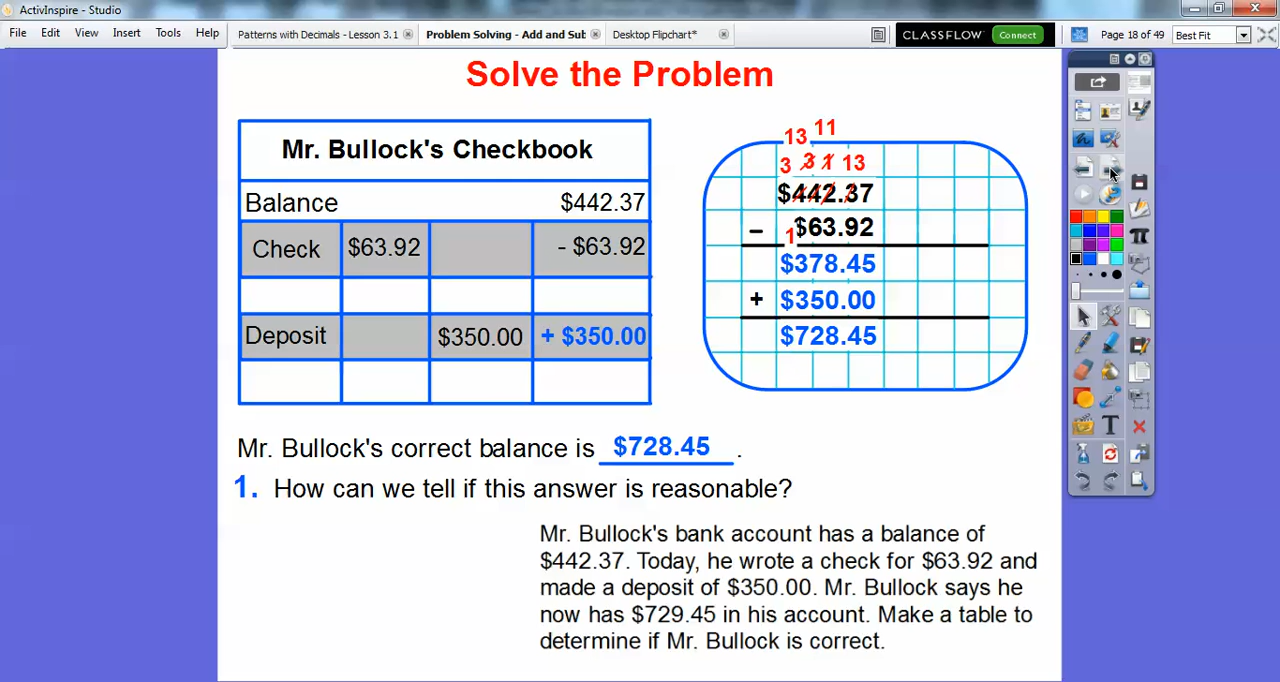 ActivInspire - Studio
File Edit View Insert Tools Help
Patterns with Decimals - Lesson 3.1
Problem Solving - Add and Sub
Desktop Flipchart*
CLASSFLOW Connect
Page 18 of 49
Best Fit
Solve the Problem
Mr. Bullock's Checkbook
Balance $442.37
Check $63.92 - $63.92
Deposit $350.00 + $350.00
13 11
3 3 1 13
$442.37
- $63.92
1
$378.45
+ $350.00
$728.45
Mr. Bullock's correct balance is $728.45 .
1. How can we tell if this answer is reasonable?
Mr. Bullock's bank account has a balance of
$442.37. Today, he wrote a check for $63.92 and
made a deposit of $350.00. Mr. Bullock says he
now has $729.45 in his account. Make a table to
determine if Mr. Bullock is correct.